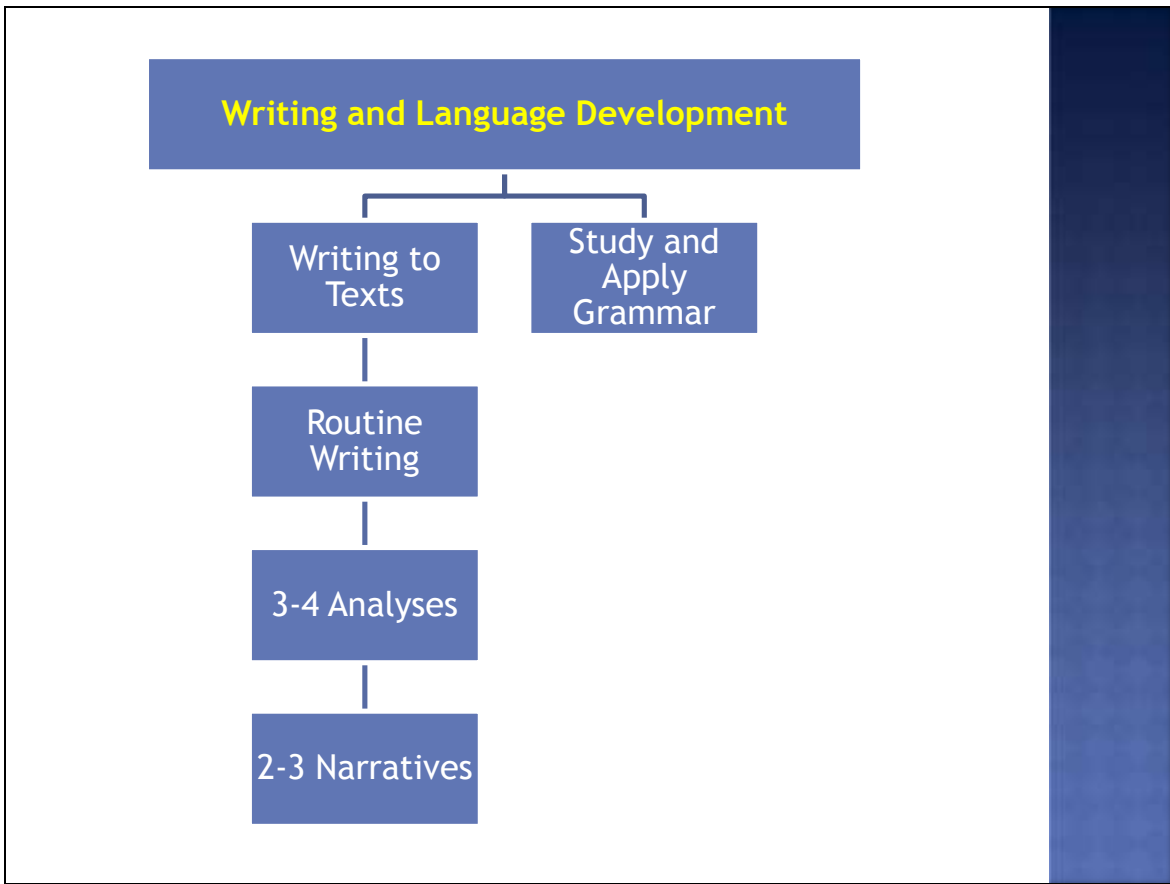 Writing and Language Development
Writing to
Texts
Study and
Apply
Grammar
Routine
Writing
3-4 Analyses
2-3 Narratives